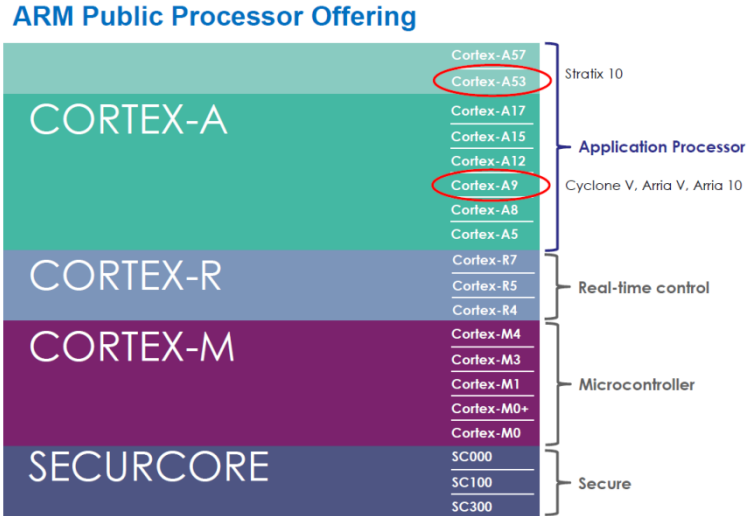 ARM Public Processor Offering
Cortex-A57
Cortex-A53
Stratix 10
CORTEX-A
Cortex-A17
Cortex-A15
Cortex-A12
Application Processor
Cortex-A9
Cyclone V, Arria V, Arria 10
Cortex-A8
Cortex-A5
CORTEX-R
Cortex-R7
Cortex-R5
Cortex-R4
Real-time control
CORTEX-M
Cortex-M4
Cortex-M3
Cortex-M1
Cortex-M0+
Cortex-M0
Microcontroller
SECURCORE
SC000
SC100
SC300
Secure